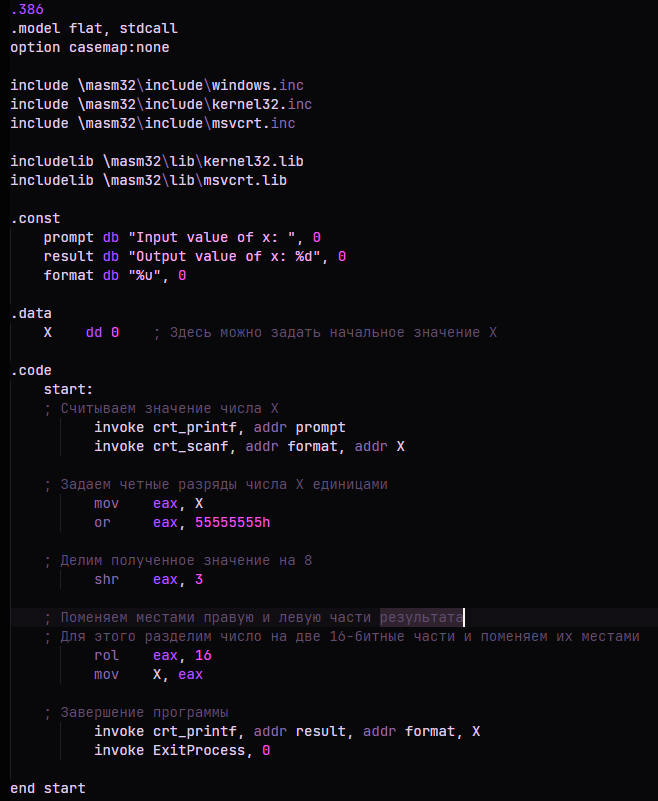 .386
.model flat, stdcall
option casemap:none
include \masm32\include\windows.inc
include \masm32\include\kernel32.inc
include \masm32\include\msvcrt.inc
includelib \masm32\lib\kernel32.lib
includelib \masm32\lib\msvcrt.lib
.const
prompt db "Input value of x: ", 0
result db "Output value of x: %d", 0
format db "%u", 0
.data
X dd 0 ; Здесь можно задать начальное значение X
.code
start:
; Считываем значение числа X
invoke crt_printf, addr prompt
invoke crt_scanf, addr format, addr X
; Задаем четные разряды числа X единицами
mov eax, X
or eax, 55555555h
; Делим полученное значение на 8
shr eax, 3
; Поменяем местами правую и левую части результата
; Для этого разделим число на две 16-битные части и поменяем их местами
rol eax, 16
mov X, eax
; Завершение программы
invoke crt_printf, addr result, addr format, X
invoke ExitProcess, 0
end start